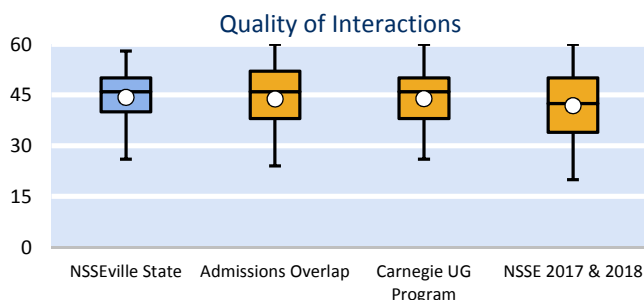 Quality of Interactions
60
45
30
15
0
NSSEville State
Admissions Overlap
Carnegie UG
Program
NSSE 2017 & 2018